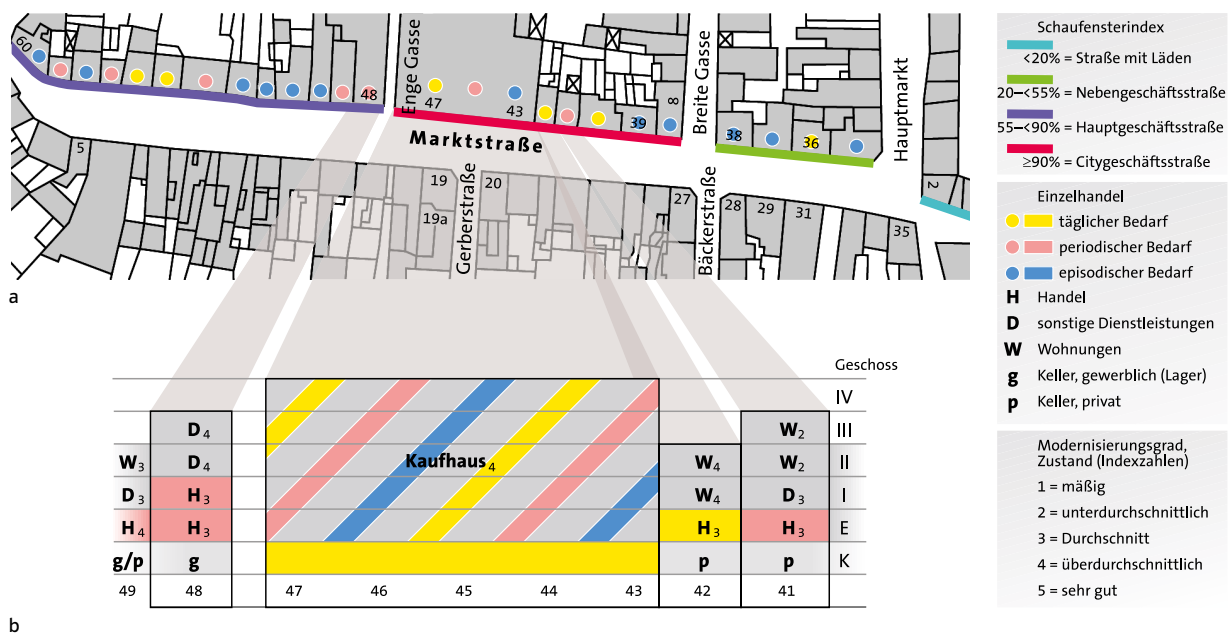 60
48
Enge Gasse
47
43
39
8
Breite Gasse
38
36
Hauptmarkt
Marktstraße
5
19
19a
Gerberstraße
20
27
Bäckerstraße
28
29
31
35
2
a
Schaufensterindex
<20% = Straße mit Läden
20–<55% = Nebengeschäftsstraße
55–<90% = Hauptgeschäftsstraße
≥90% = Citygeschäftsstraße
Einzelhandel
täglicher Bedarf
periodischer Bedarf
episodischer Bedarf
H Handel
D sonstige Dienstleistungen
W Wohnungen
g Keller, gewerblich (Lager)
p Keller, privat
Modernisierungsgrad,
Zustand (Indexzahlen)
1 = mäßig
2 = unterdurchschnittlich
3 = Durchschnitt
4 = überdurchschnittlich
5 = sehr gut
Geschoss
IV
D4 W2 III
W3 D4 Kaufhaus4 W4 W2 II
D3 H3 W4 D3 I
H4 H3 H3 H3 E
g/p g p p K
49 48 47 46 45 44 43 42 41
b